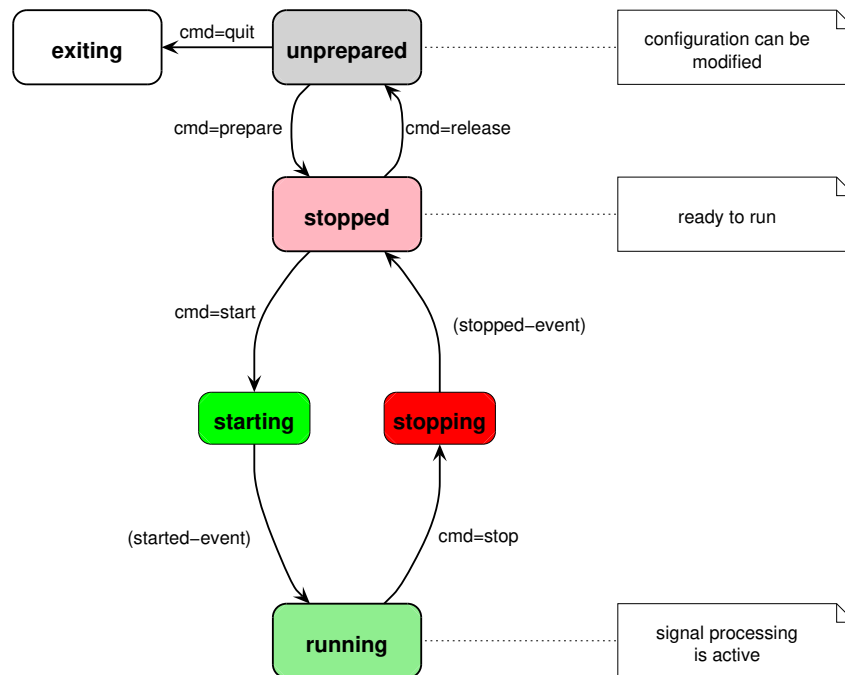 exiting
cmd=quit
unprepared
configuration can be
modified
cmd=prepare
cmd=release
stopped
ready to run
cmd=start
(stopped−event)
starting
stopping
(started−event)
cmd=stop
running
signal processing
is active